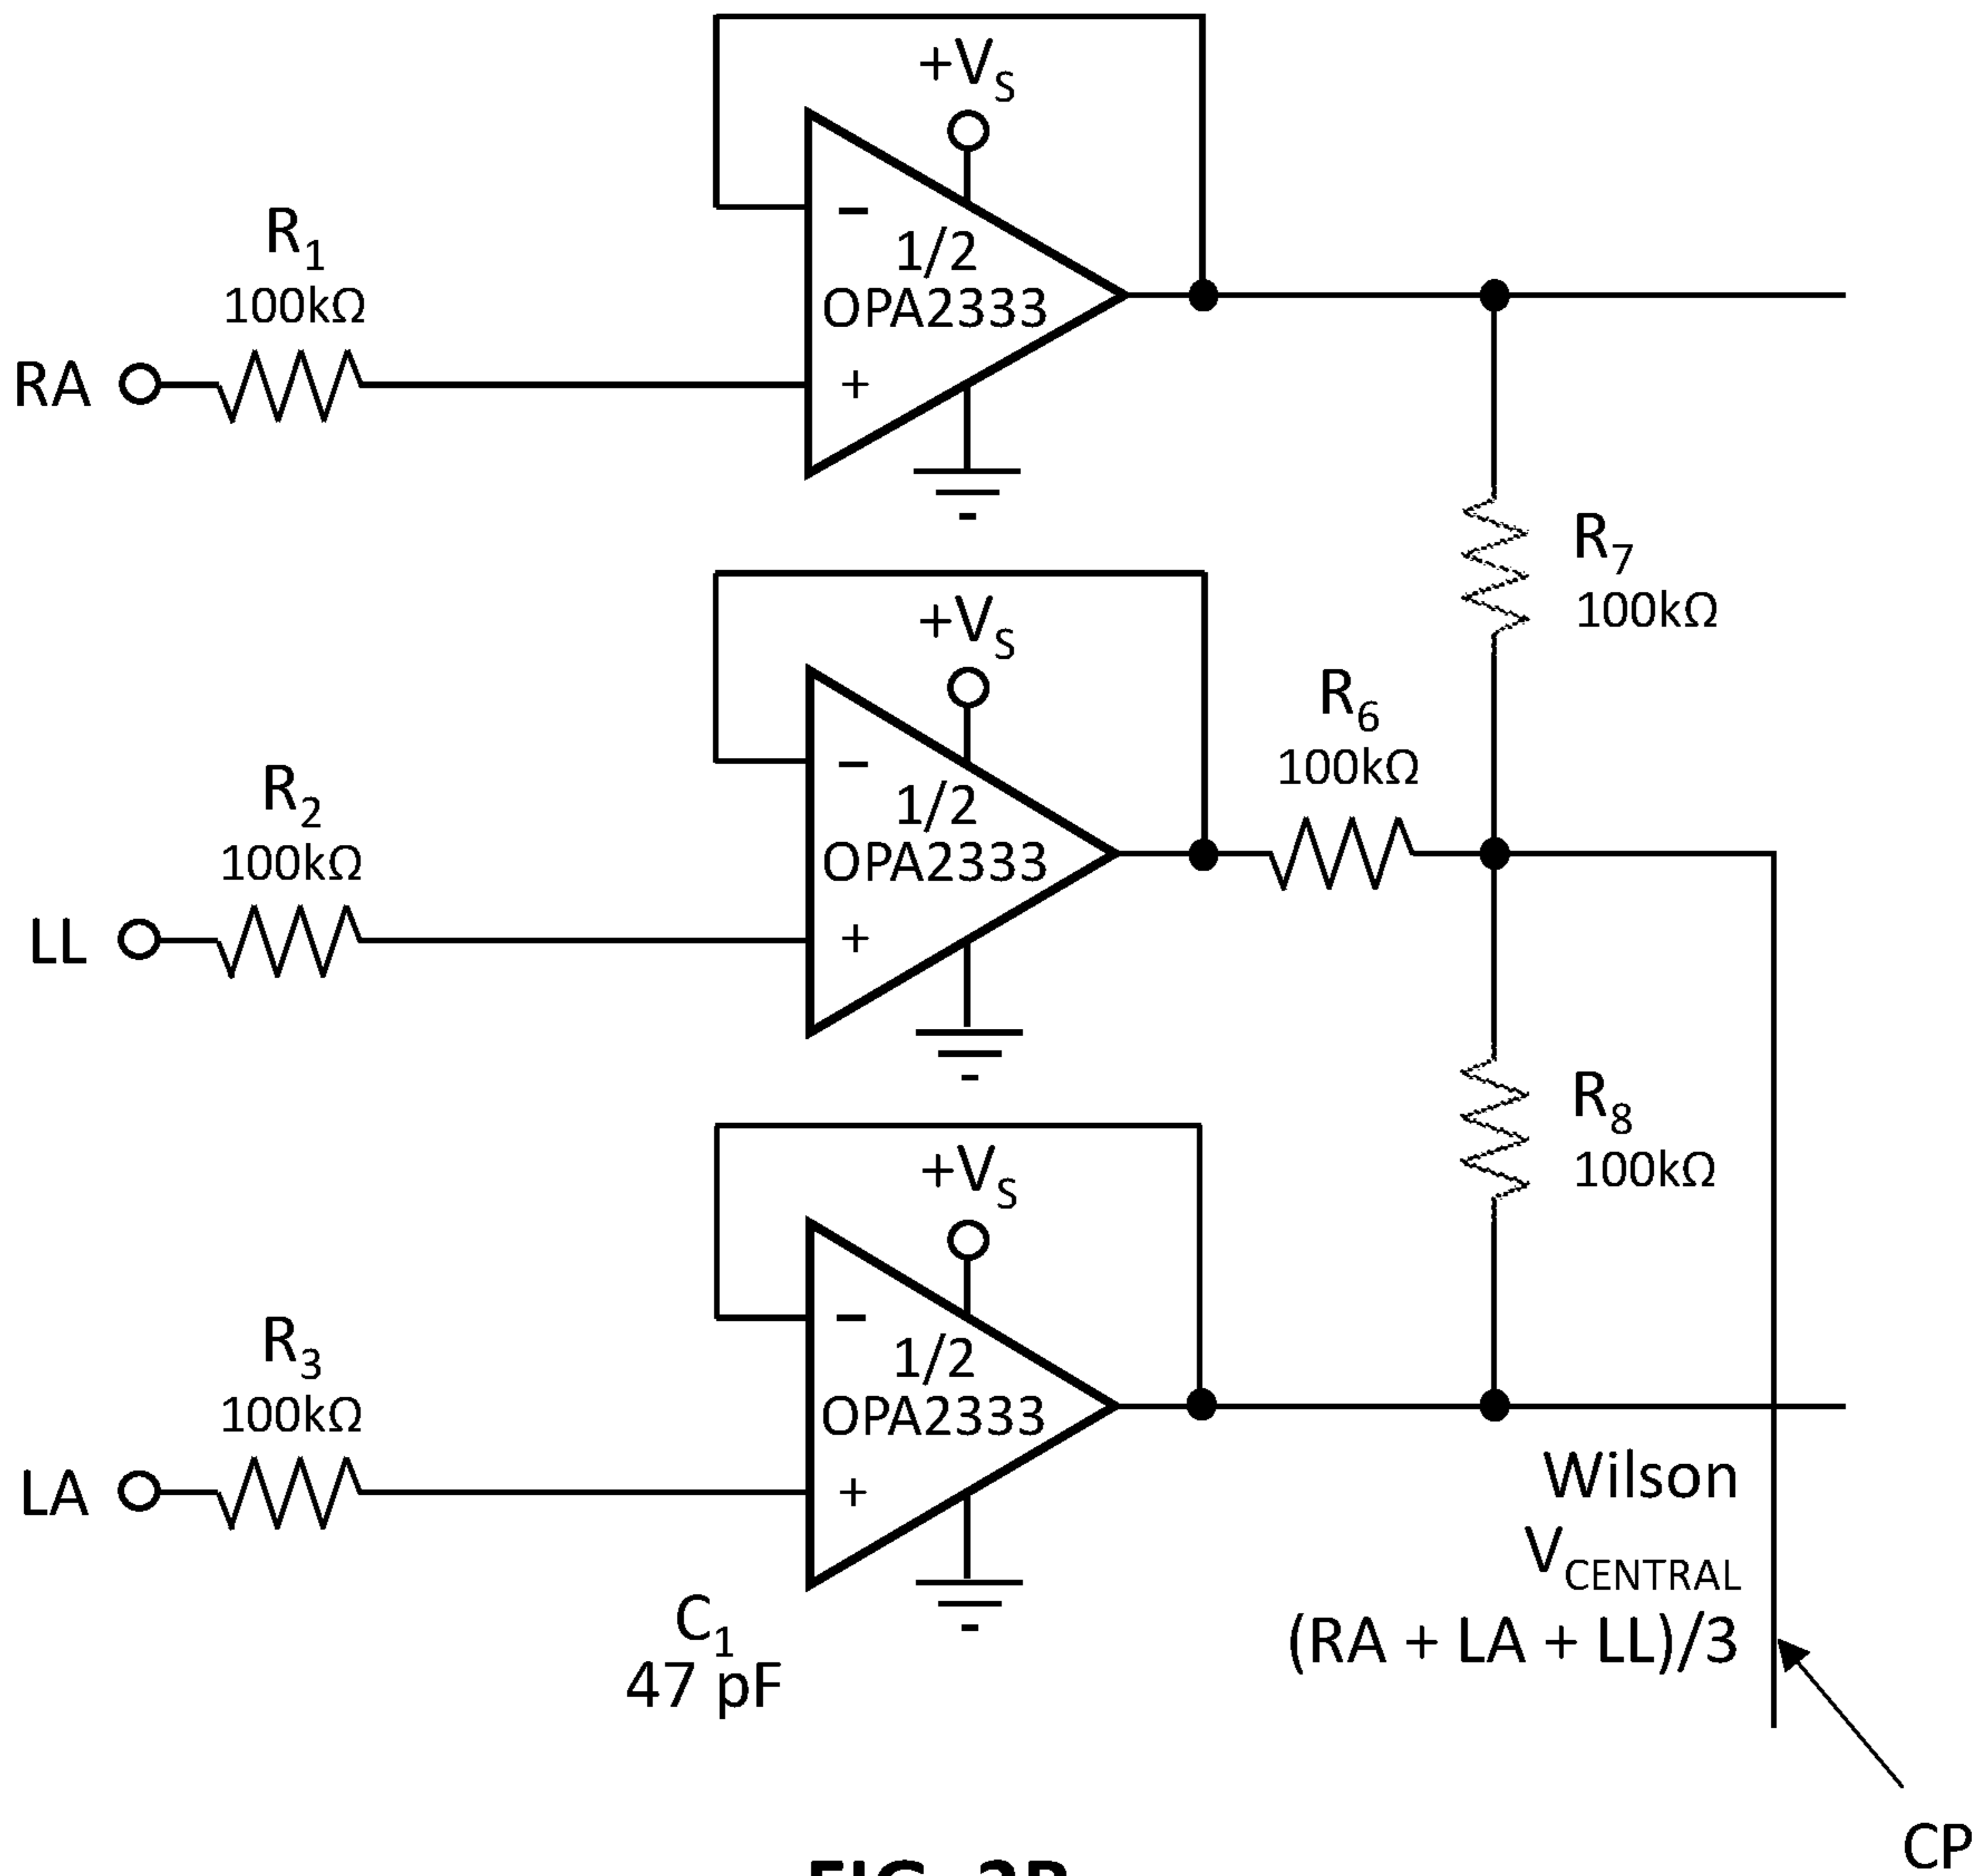 +VS
R1
100kΩ
RA
−
1/2
OPA2333
+
R7
100kΩ
+VS
R6
100kΩ
R2
100kΩ
LL
−
1/2
OPA2333
+
R8
100kΩ
+VS
R3
100kΩ
LA
−
1/2
OPA2333
+
Wilson
VCENTRAL
(RA + LA + LL)/3
C1
47 pF
CP